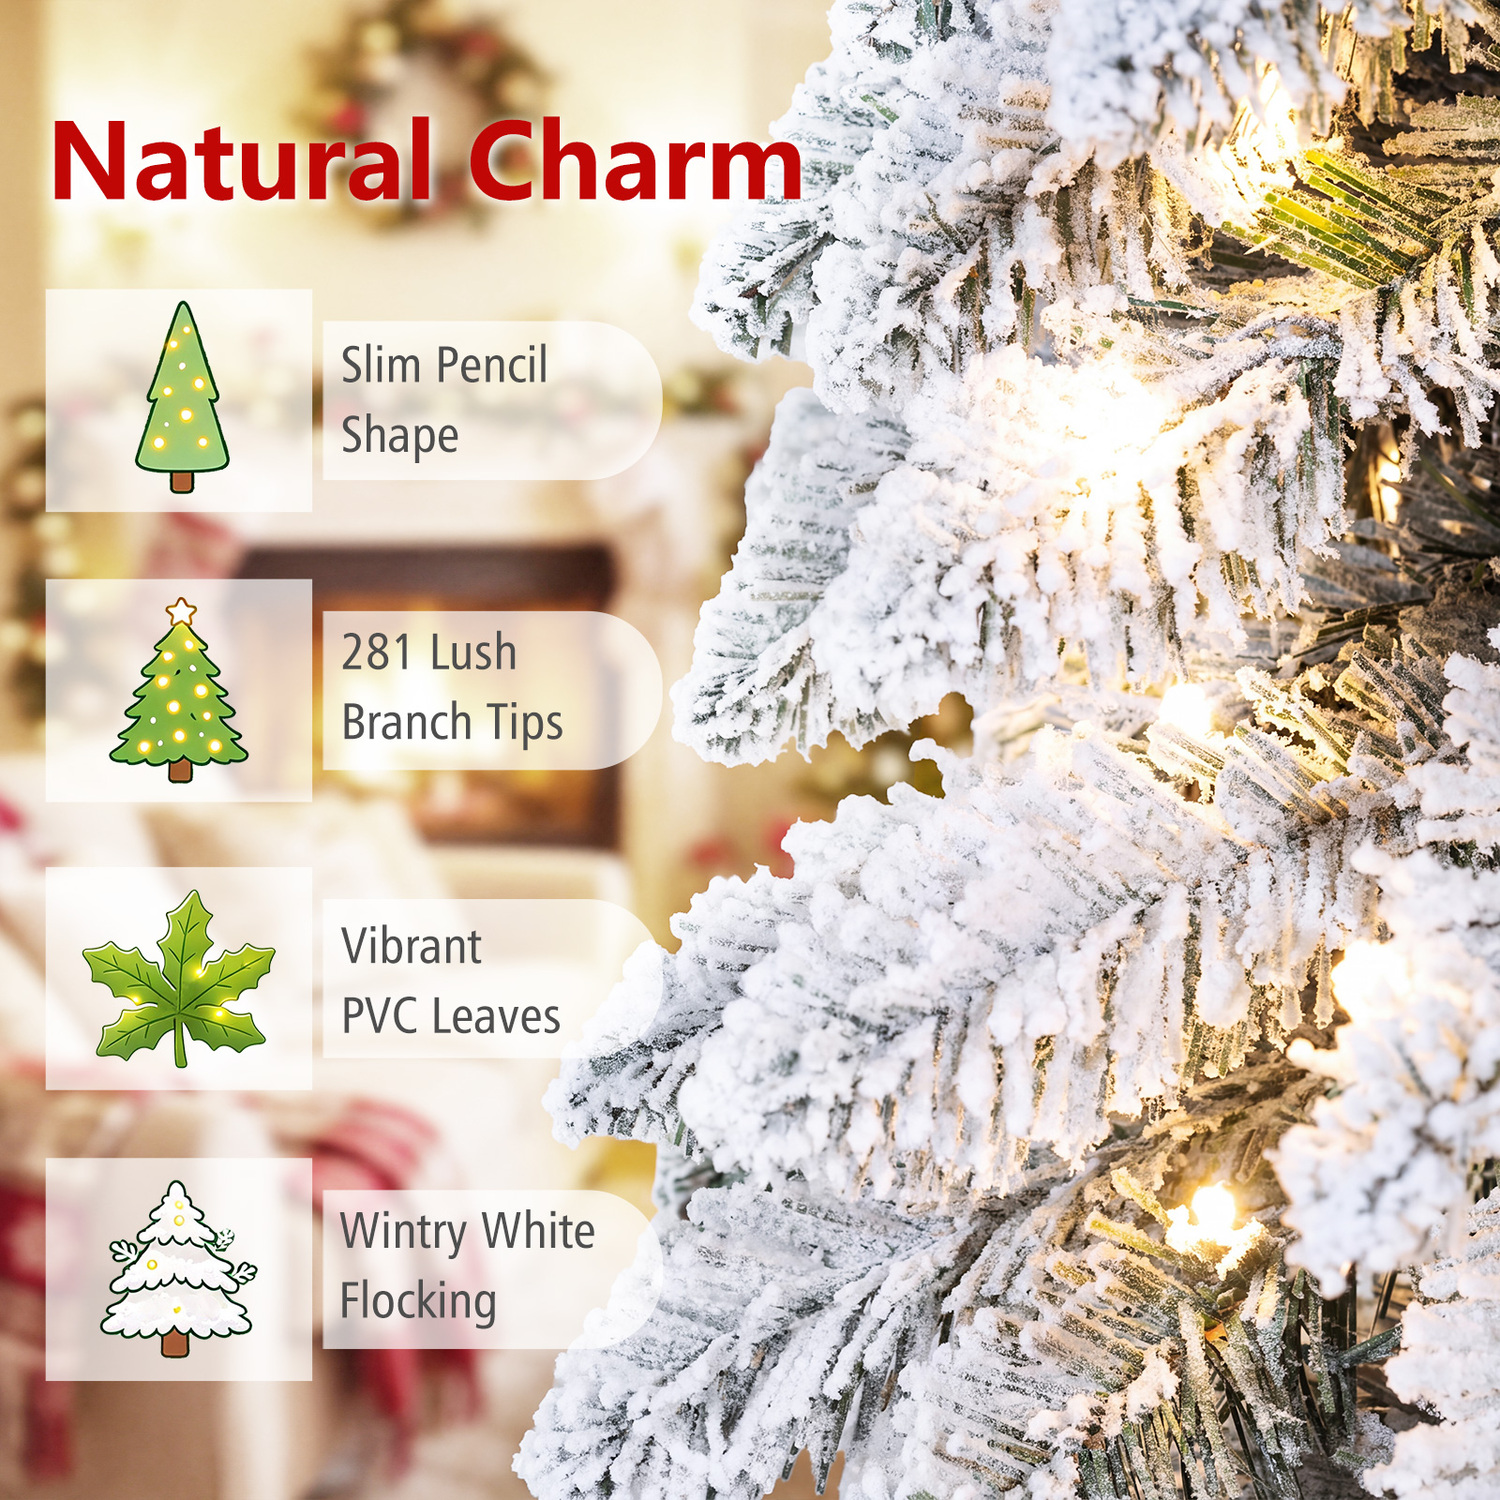 Natural Charm
Slim Pencil
Shape
281 Lush
Branch Tips
Vibrant
PVC Leaves
Wintry White
Flocking